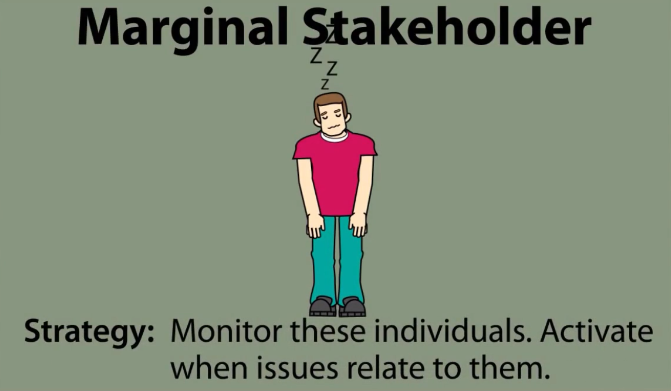 Marginal Stakeholder
z
z
z
z
Strategy: Monitor these individuals. Activate
when issues relate to them.